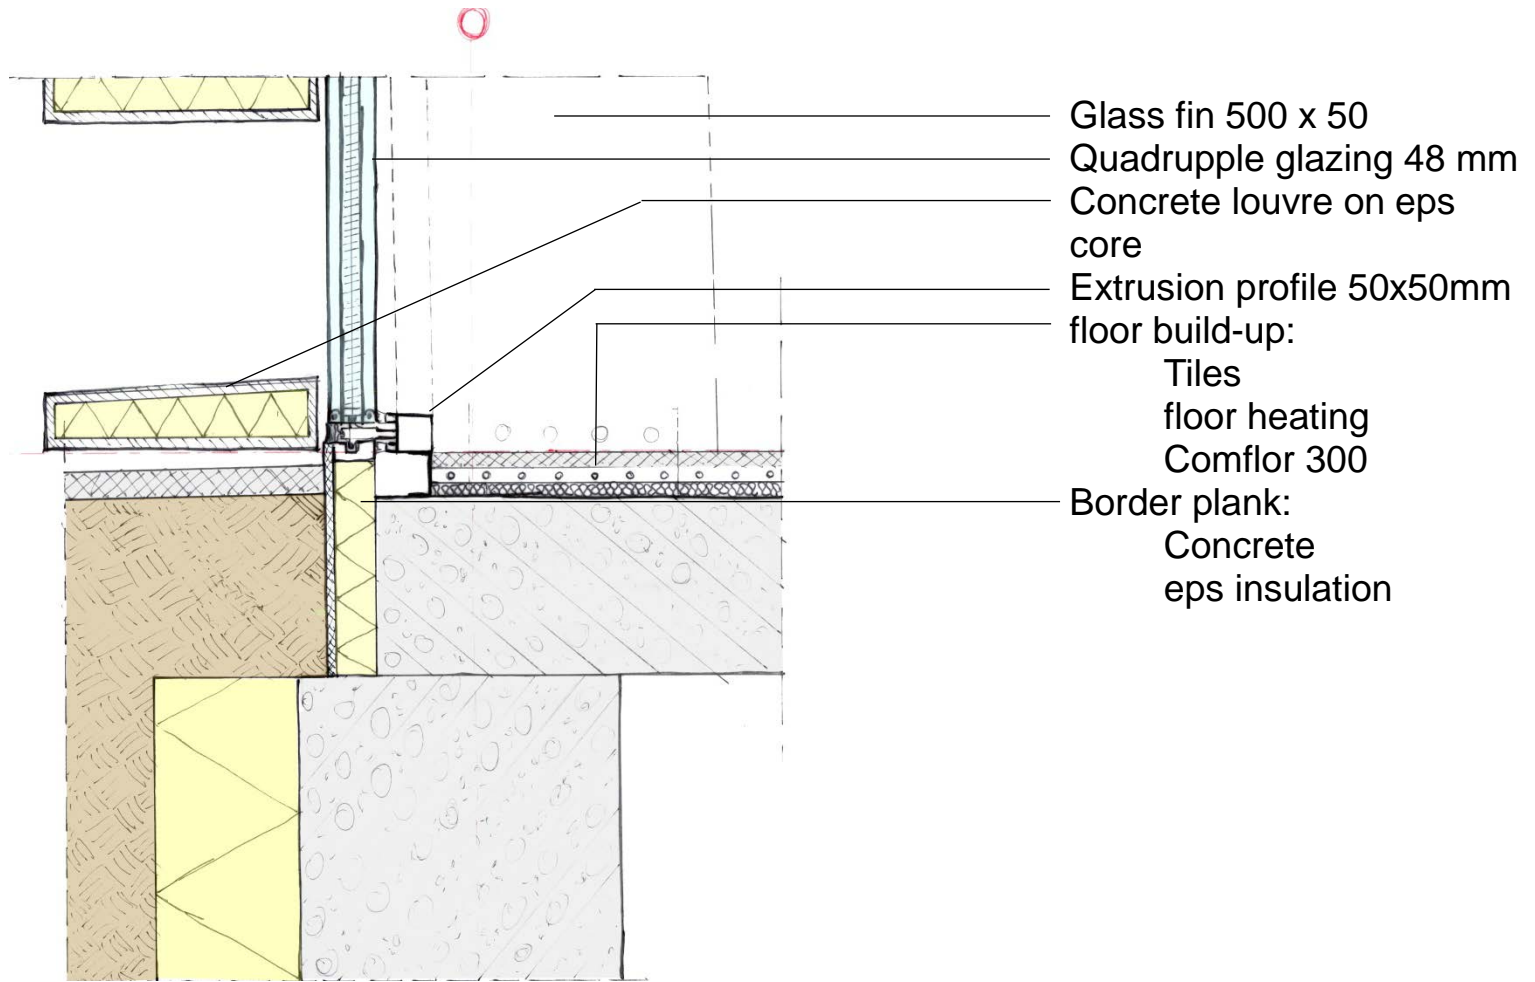 Glass fin 500 x 50
Quadrupple glazing 48 mm
Concrete louvre on eps
core
Extrusion profile 50x50mm
floor build-up:
Tiles
floor heating
Comflor 300
Border plank:
Concrete
eps insulation